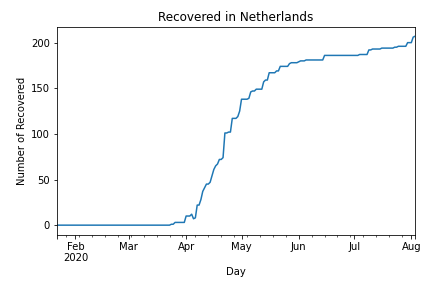 Recovered in Netherlands
Number of Recovered
200
150
100
50
0
Feb Mar Apr May Jun Jul Aug
2020
Day